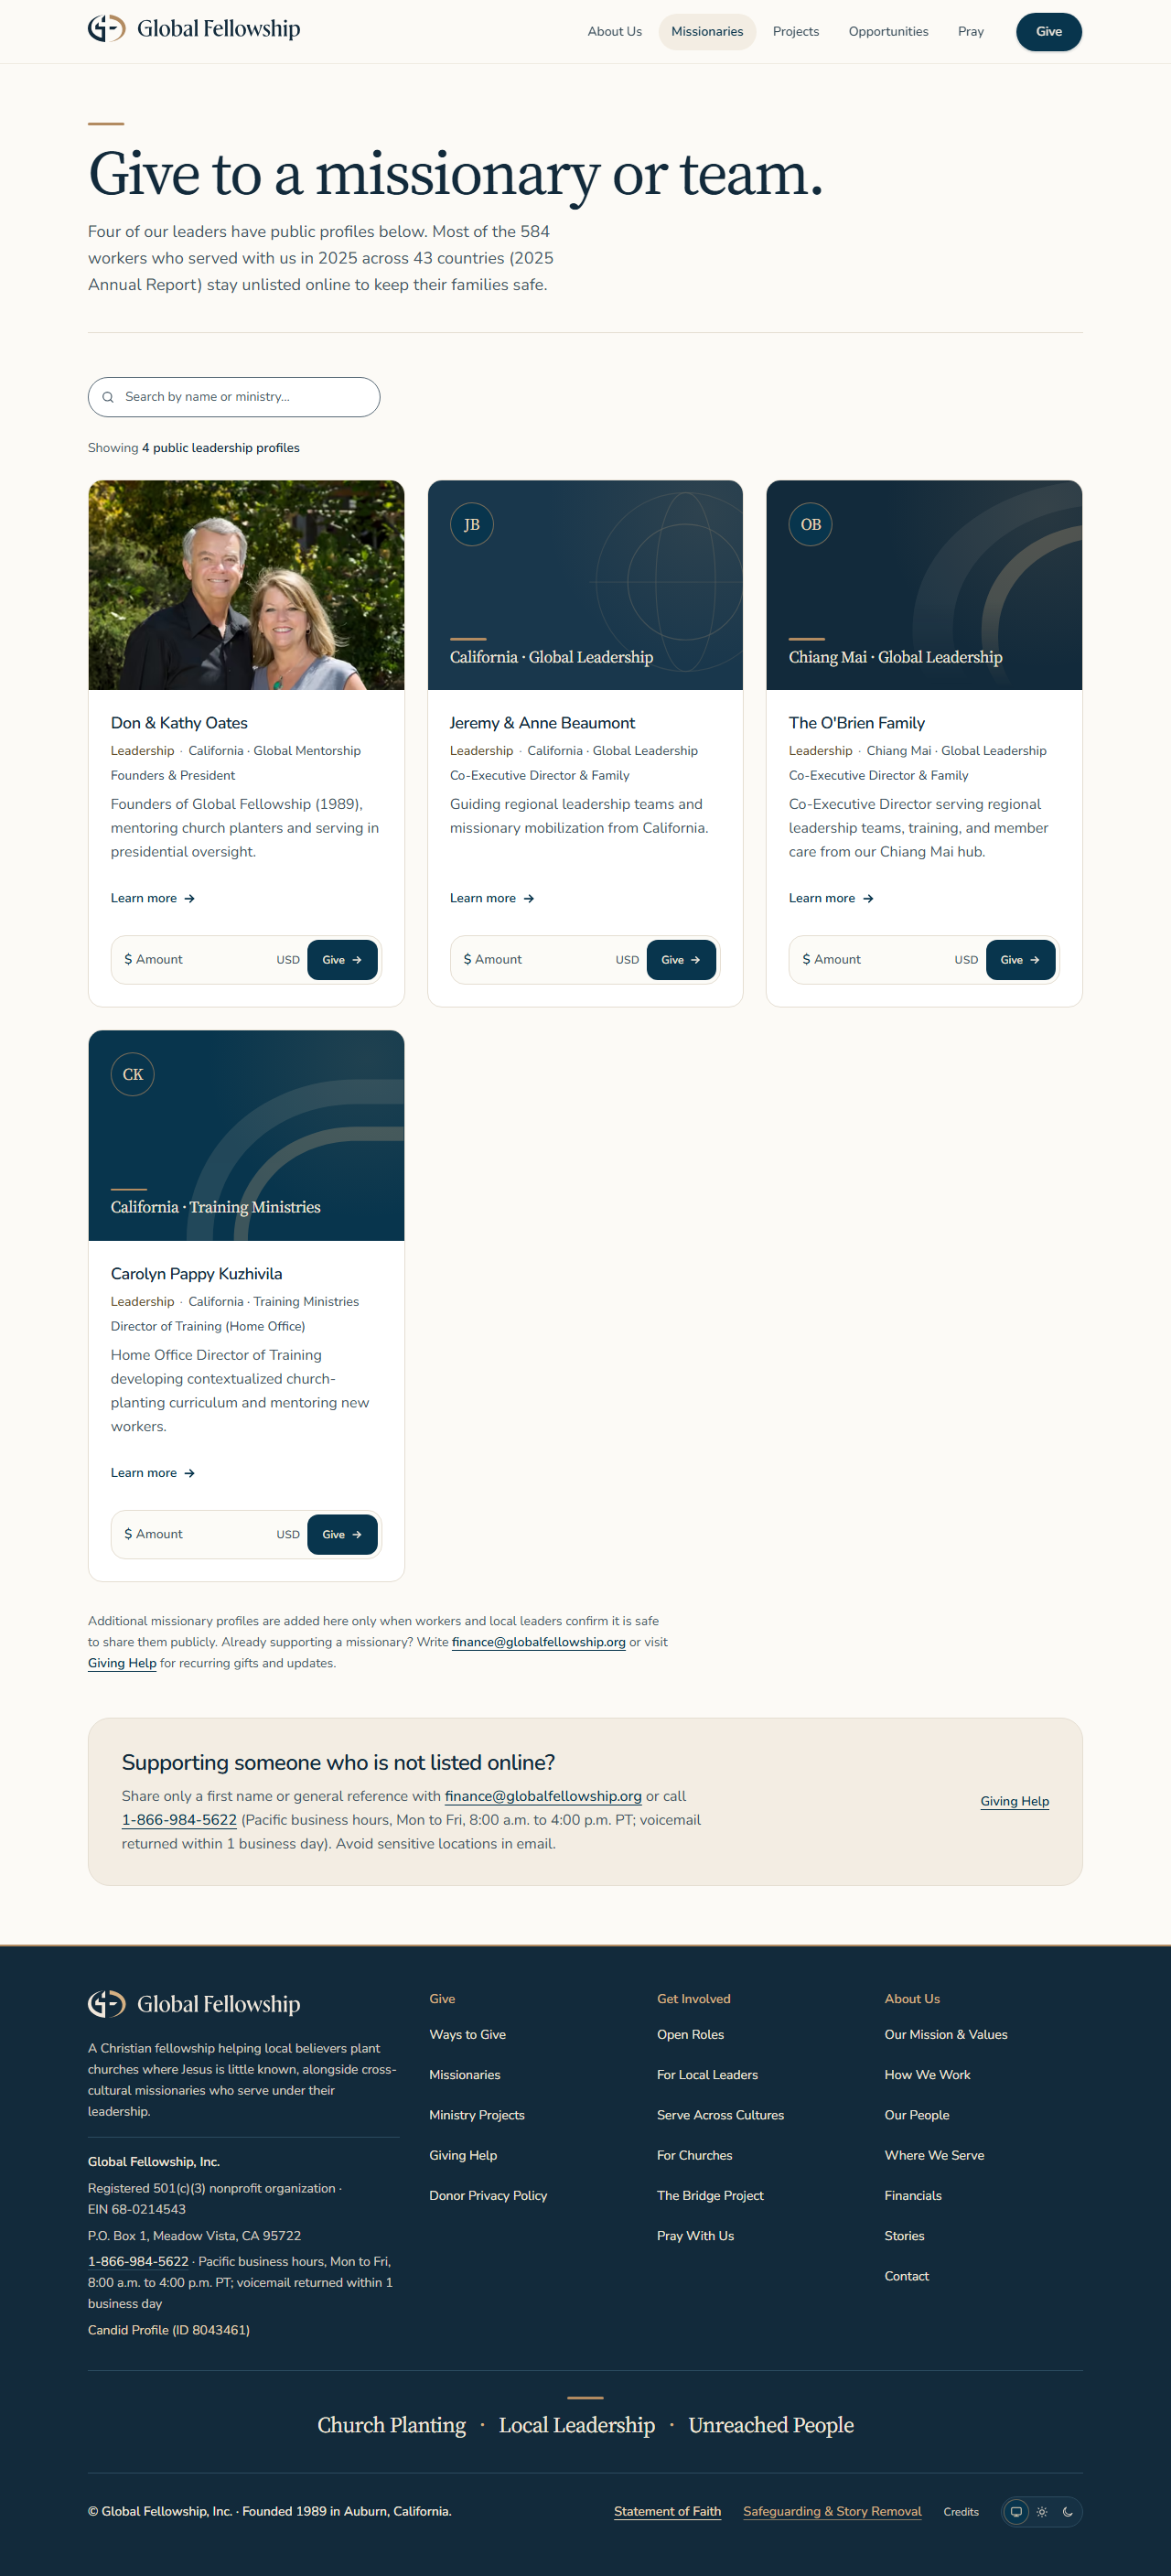 Global Fellowship
About Us
Missionaries
Projects
Opportunities
Pray
Give
Give to a missionary or team.
Four of our leaders have public profiles below. Most of the 584
workers who served with us in 2025 across 43 countries (2025
Annual Report) stay unlisted online to keep their families safe.
Search by name or ministry...
Showing 4 public leadership profiles
Don & Kathy Oates
Leadership · California · Global Mentorship
Founders & President
Founders of Global Fellowship (1989),
mentoring church planters and serving in
presidential oversight.
Learn more →
$ Amount USD Give →
JB
California · Global Leadership
Jeremy & Anne Beaumont
Leadership · California · Global Leadership
Co-Executive Director & Family
Guiding regional leadership teams and
missionary mobilization from California.
Learn more →
$ Amount USD Give →
OB
Chiang Mai · Global Leadership
The O'Brien Family
Leadership · Chiang Mai · Global Leadership
Co-Executive Director & Family
Co-Executive Director serving regional
leadership teams, training, and member
care from our Chiang Mai hub.
Learn more →
$ Amount USD Give →
CK
California · Training Ministries
Carolyn Pappy Kuzhivila
Leadership · California · Training Ministries
Director of Training (Home Office)
Home Office Director of Training
developing contextualized church-
planting curriculum and mentoring new
workers.
Learn more →
$ Amount USD Give →
Additional missionary profiles are added here only when workers and local leaders confirm it is safe
to share them publicly. Already supporting a missionary? Write finance@globalfellowship.org or visit
Giving Help for recurring gifts and updates.
Supporting someone who is not listed online?
Share only a first name or general reference with finance@globalfellowship.org or call
1-866-984-5622 (Pacific business hours, Mon to Fri, 8:00 a.m. to 4:00 p.m. PT; voicemail
returned within 1 business day). Avoid sensitive locations in email.
Giving Help
Global Fellowship
A Christian fellowship helping local believers plant
churches where Jesus is little known, alongside cross-
cultural missionaries who serve under their
leadership.
Global Fellowship, Inc.
Registered 501(c)(3) nonprofit organization ·
EIN 68-0214543
P.O. Box 1, Meadow Vista, CA 95722
1-866-984-5622 · Pacific business hours, Mon to Fri,
8:00 a.m. to 4:00 p.m. PT; voicemail returned within 1
business day
Candid Profile (ID 8043461)
Give
Ways to Give
Missionaries
Ministry Projects
Giving Help
Donor Privacy Policy
Get Involved
Open Roles
For Local Leaders
Serve Across Cultures
For Churches
The Bridge Project
Pray With Us
About Us
Our Mission & Values
How We Work
Our People
Where We Serve
Financials
Stories
Contact
Church Planting · Local Leadership · Unreached People
© Global Fellowship, Inc. · Founded 1989 in Auburn, California.
Statement of Faith
Safeguarding & Story Removal
Credits